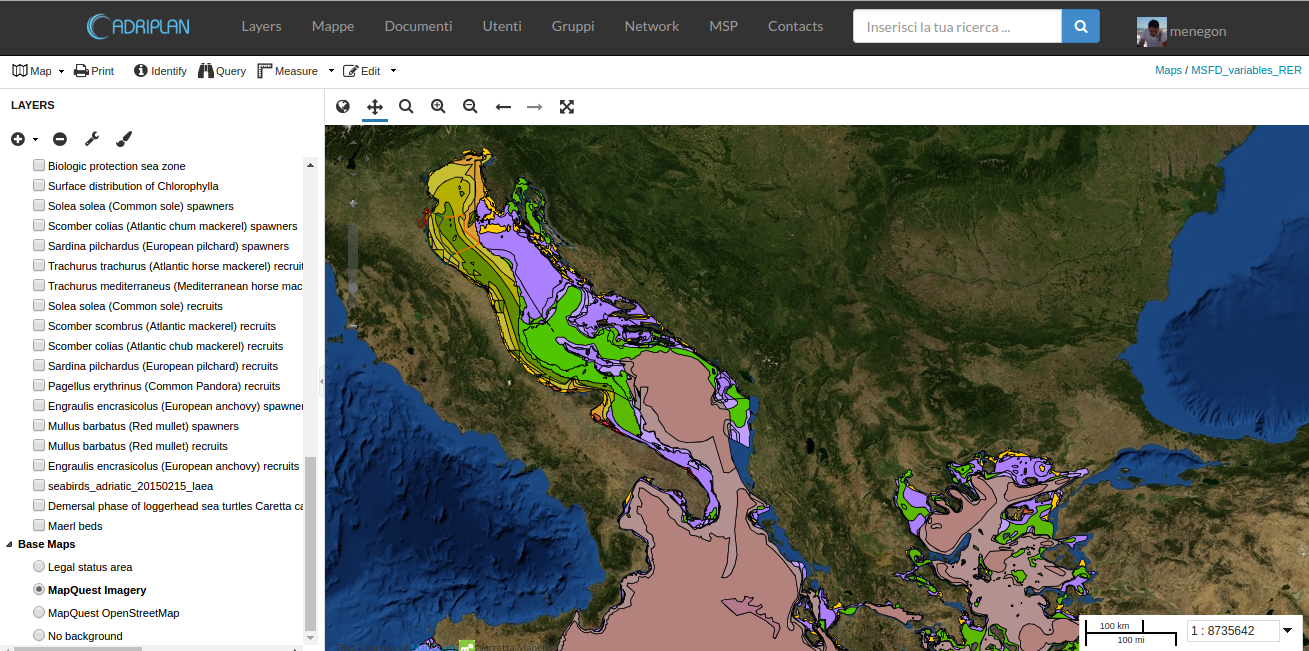 ADRIPLAN Layers Mappe Documenti Utenti Gruppi Network MSP Contacts Inserisci la tua ricerca ... menegon
Map Print Identify Query Measure Edit Maps / MSFD_variables_RER
LAYERS
Biologic protection sea zone
Surface distribution of Chlorophylla
Solea solea (Common sole) spawners
Scomber colias (Atlantic chum mackerel) spawners
Sardina pilchardus (European pilchard) spawners
Trachurus trachurus (Atlantic horse mackerel) recruit
Trachurus mediterraneus (Mediterranean horse mac
Solea solea (Common sole) recruits
Scomber scombrus (Atlantic mackerel) recruits
Scomber colias (Atlantic chub mackerel) recruits
Sardina pilchardus (European pilchard) recruits
Pagellus erythrinus (Common Pandora) recruits
Engraulis encrasicolus (European anchovy) spawner
Mullus barbatus (Red mullet) spawners
Mullus barbatus (Red mullet) recruits
Engraulis encrasicolus (European anchovy) recruits
seabirds_adriatic_20150215_laea
Demersal phase of loggerhead sea turtles Caretta ca
Maerl beds
Base Maps
Legal status area
MapQuest Imagery
MapQuest OpenStreetMap
No background
100 km
100 mi
1 : 8735642